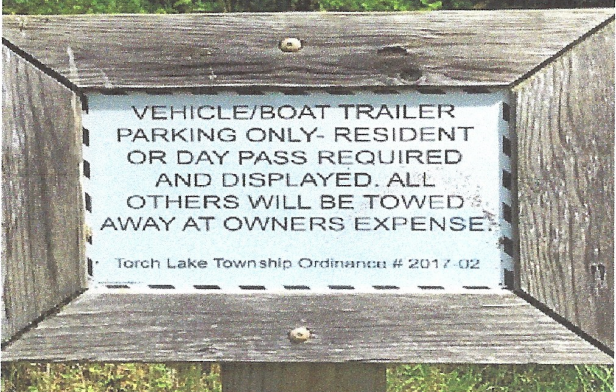 VEHICLE/BOAT TRAILER
PARKING ONLY- RESIDENT
OR DAY PASS REQUIRED
AND DISPLAYED. ALL
OTHERS WILL BE TOWED
AWAY AT OWNERS EXPENSE.
Torch Lake Township Ordinance # 2017-02